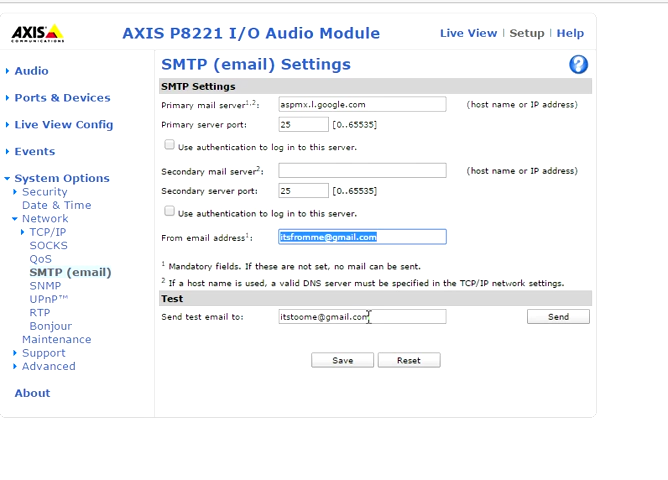 AXIS
COMMUNICATIONS
AXIS P8221 I/O Audio Module
Live View | Setup | Help
Audio
Ports & Devices
Live View Config
Events
System Options
Security
Date & Time
Network
TCP/IP
SOCKS
QoS
SMTP (email)
SNMP
UPnP™
RTP
Bonjour
Maintenance
Support
Advanced
About
SMTP (email) Settings
?
SMTP Settings
Primary mail server1,2: aspmx.l.google.com (host name or IP address)
Primary server port: 25 [0..65535]
Use authentication to log in to this server.
Secondary mail server2: (host name or IP address)
Secondary server port: 25 [0..65535]
Use authentication to log in to this server.
From email address1: itsfromme@gmail.com
1 Mandatory fields. If these are not set, no mail can be sent.
2 If a host name is used, a valid DNS server must be specified in the TCP/IP network settings.
Test
Send test email to: itstoome@gmail.com Send
Save Reset